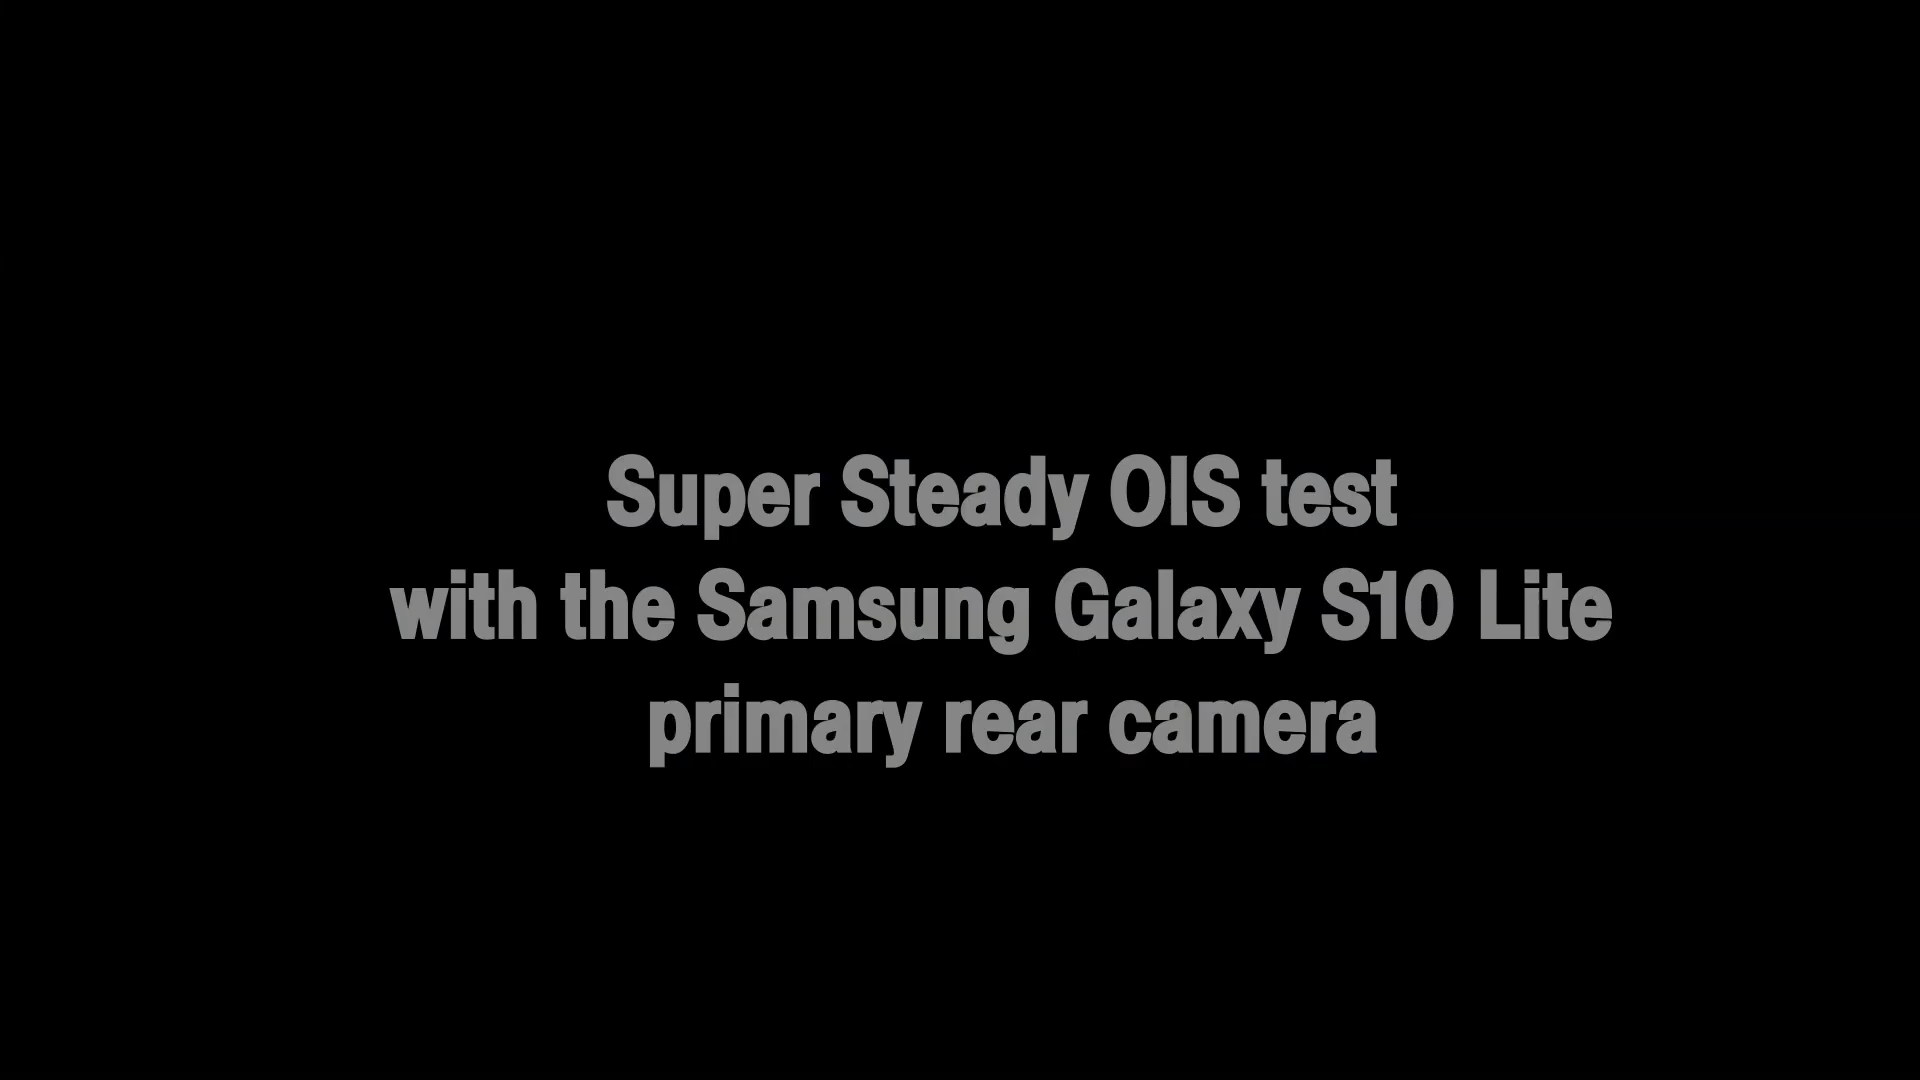 Super Steady OIS test
with the Samsung Galaxy S10 Lite
primary rear camera